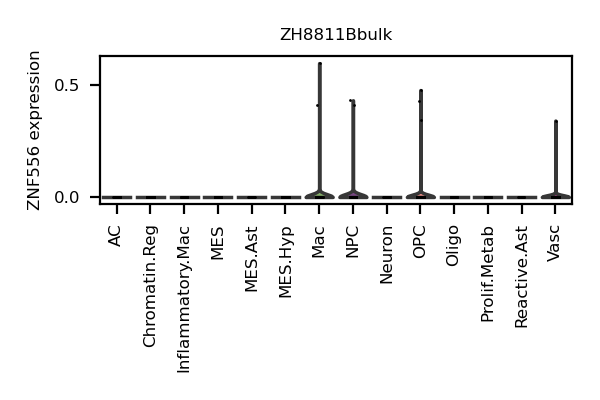 ZH8811Bbulk
ZNF556 expression
0.5
0.0
AC
Chromatin.Reg
Inflammatory.Mac
MES
MES.Ast
MES.Hyp
Mac
NPC
Neuron
OPC
Oligo
Prolif.Metab
Reactive.Ast
Vasc